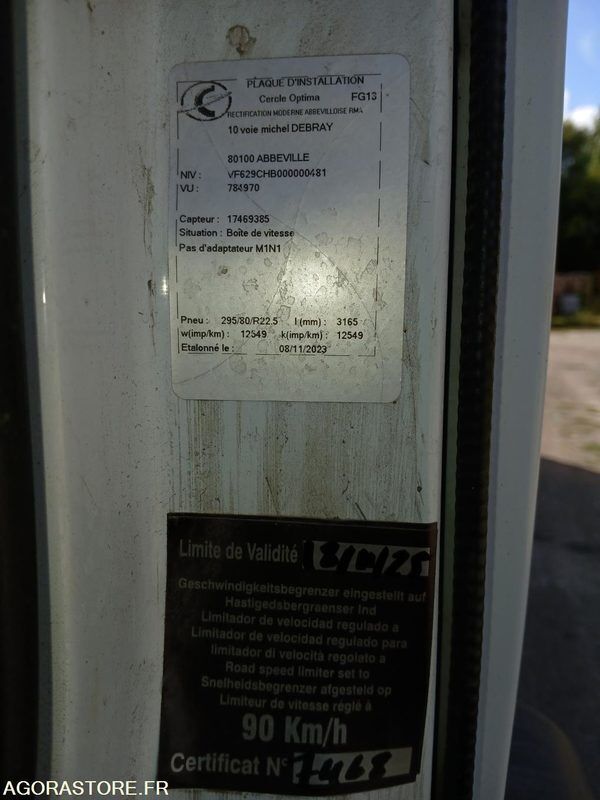 PLAQUE D'INSTALLATION
Cercle Optima FG13
RECTIFICATION MODERNE ABBEVILLOISE RMA
10 voie michel DEBRAY
80100 ABBEVILLE
NIV : VF629CHB000000481
VU : 784970
Capteur : 17469385
Situation : Boîte de vitesse
Pas d'adaptateur M1N1
Pneu : 295/80/R22.5 l (mm) : 3165
w(imp/km) : 12549 k(imp/km) : 12549
Etalonné le : 08/11/2023
Limite de Validité
Geschwindigkeitsbegrenzer eingestellt auf
Hastigedsbergraenser Ind
Limitador de velocidad regulado a
Limitador de velocidad regulado para
limitador di velocità regolato a
Road speed limiter set to
Snelheidsbegrenzer afgesteld op
Limiteur de vitesse réglé à
90 Km/h
Certificat N°
AGORASTORE.FR